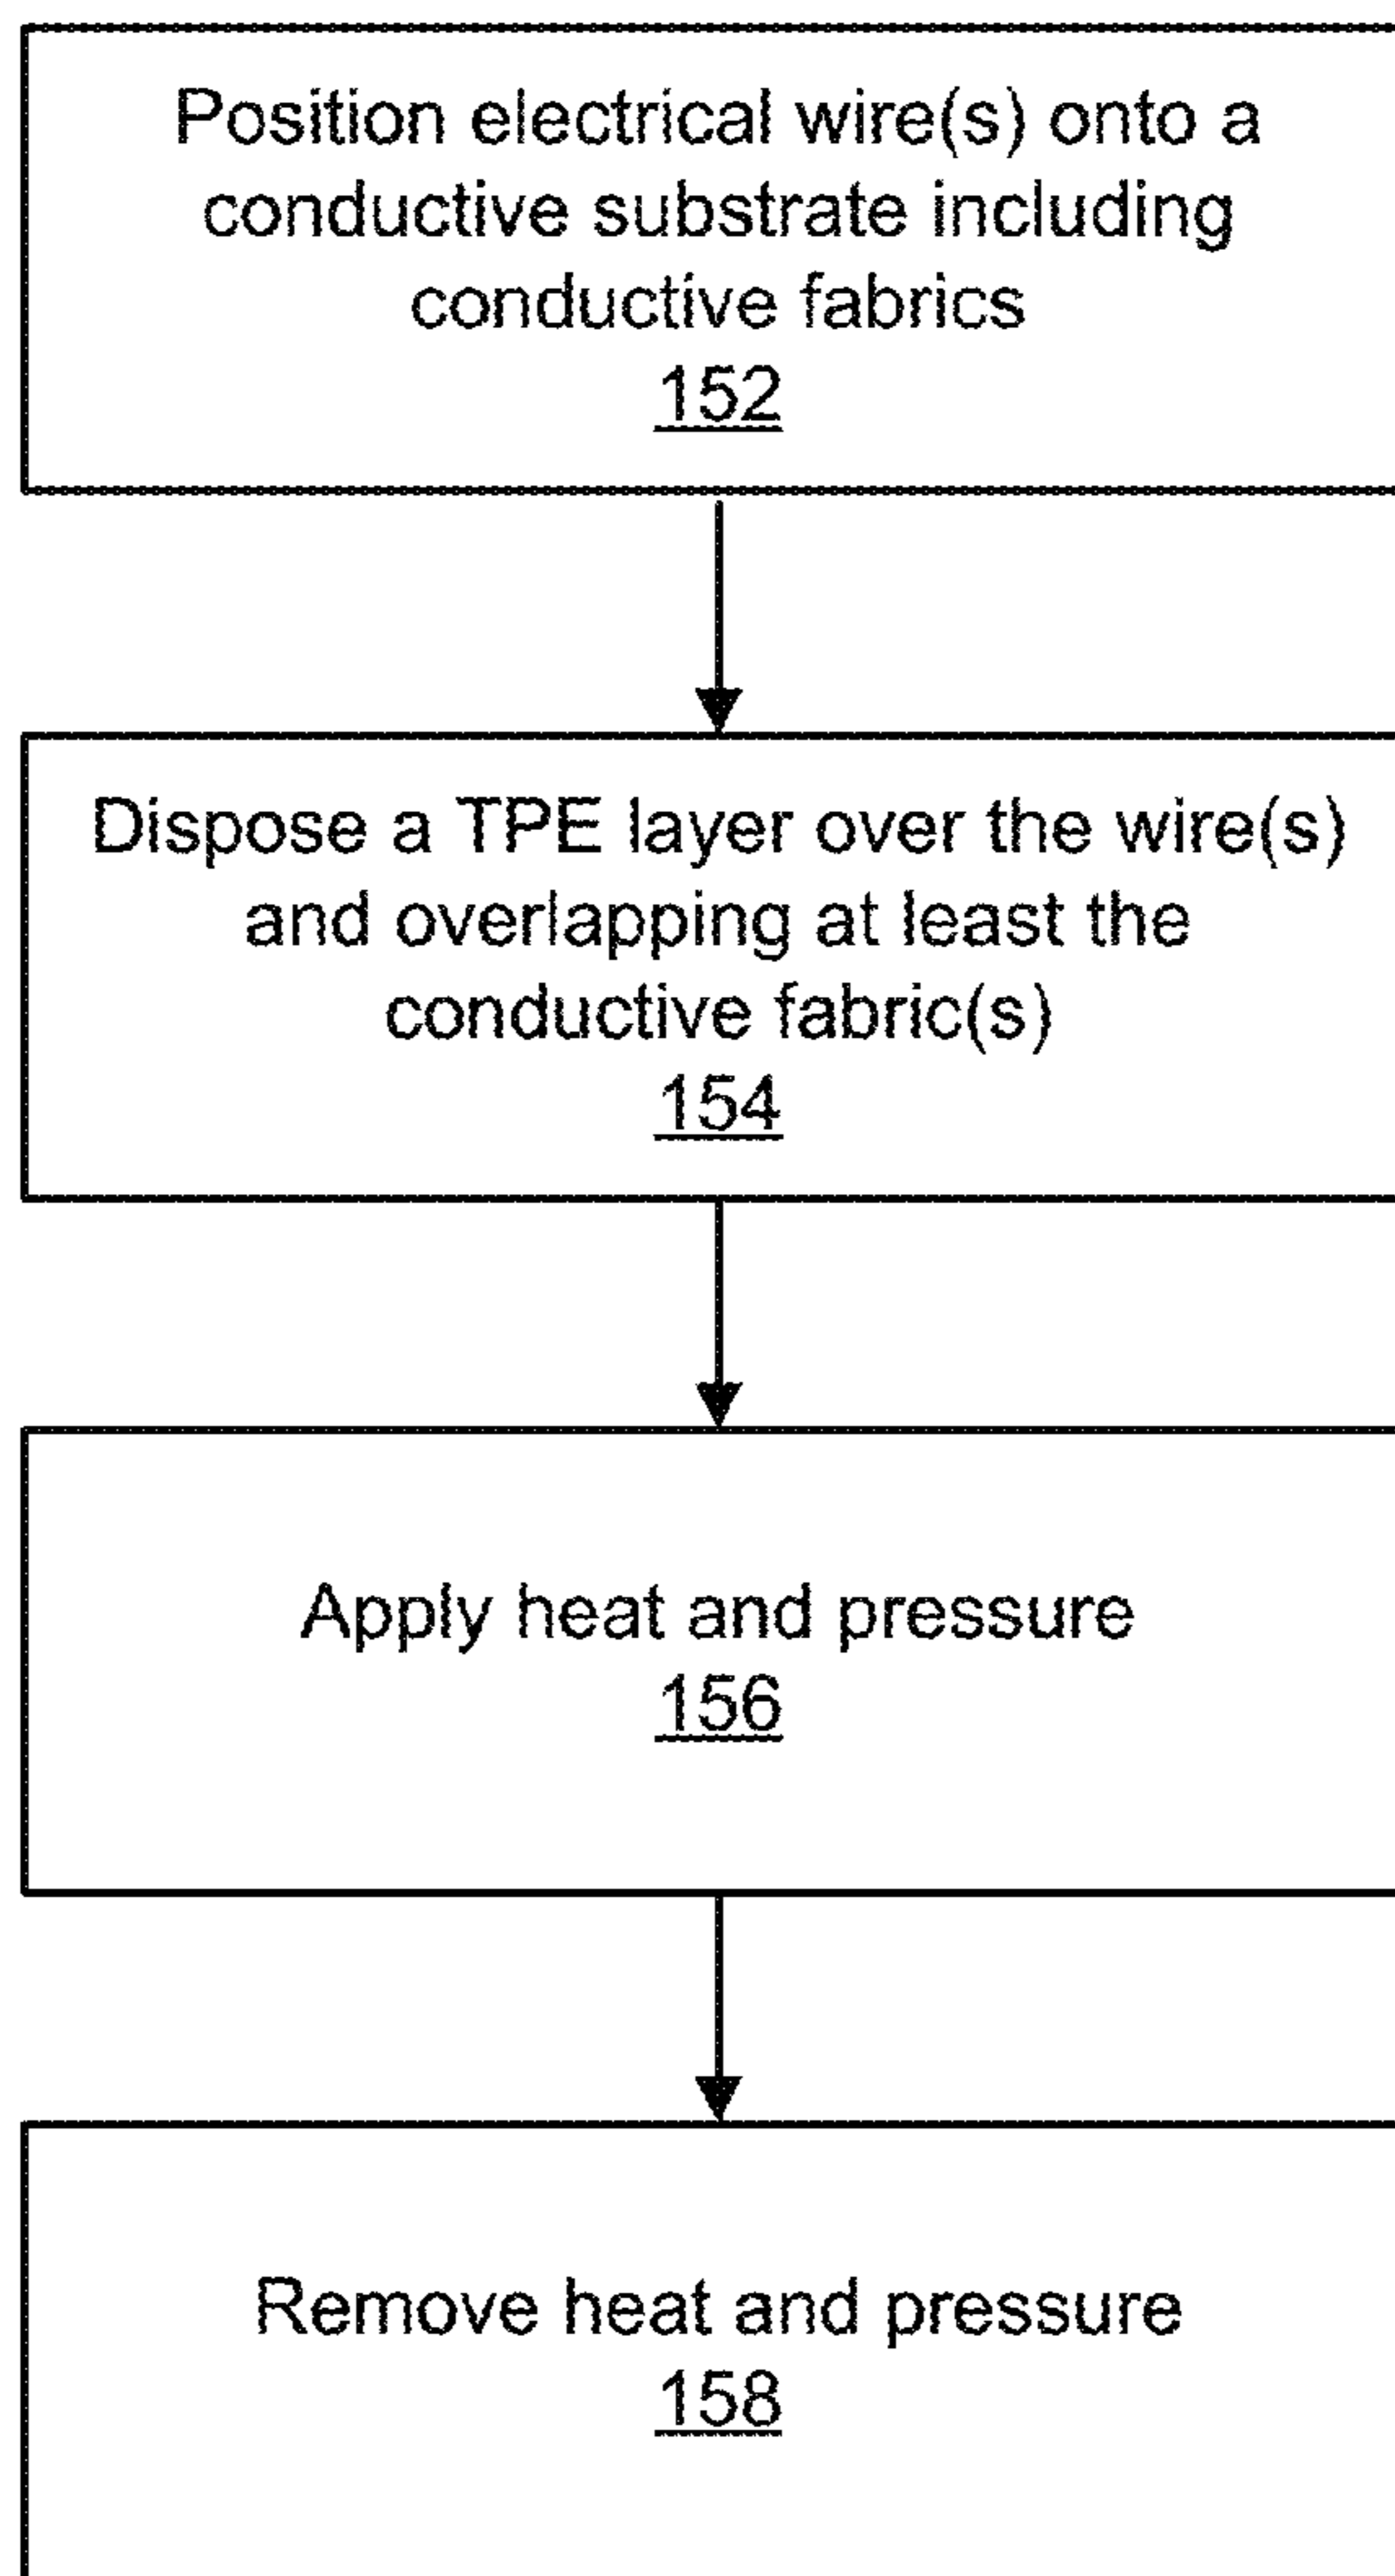 Position electrical wire(s) onto a
conductive substrate including
conductive fabrics
152
Dispose a TPE layer over the wire(s)
and overlapping at least the
conductive fabric(s)
154
Apply heat and pressure
156
Remove heat and pressure
158